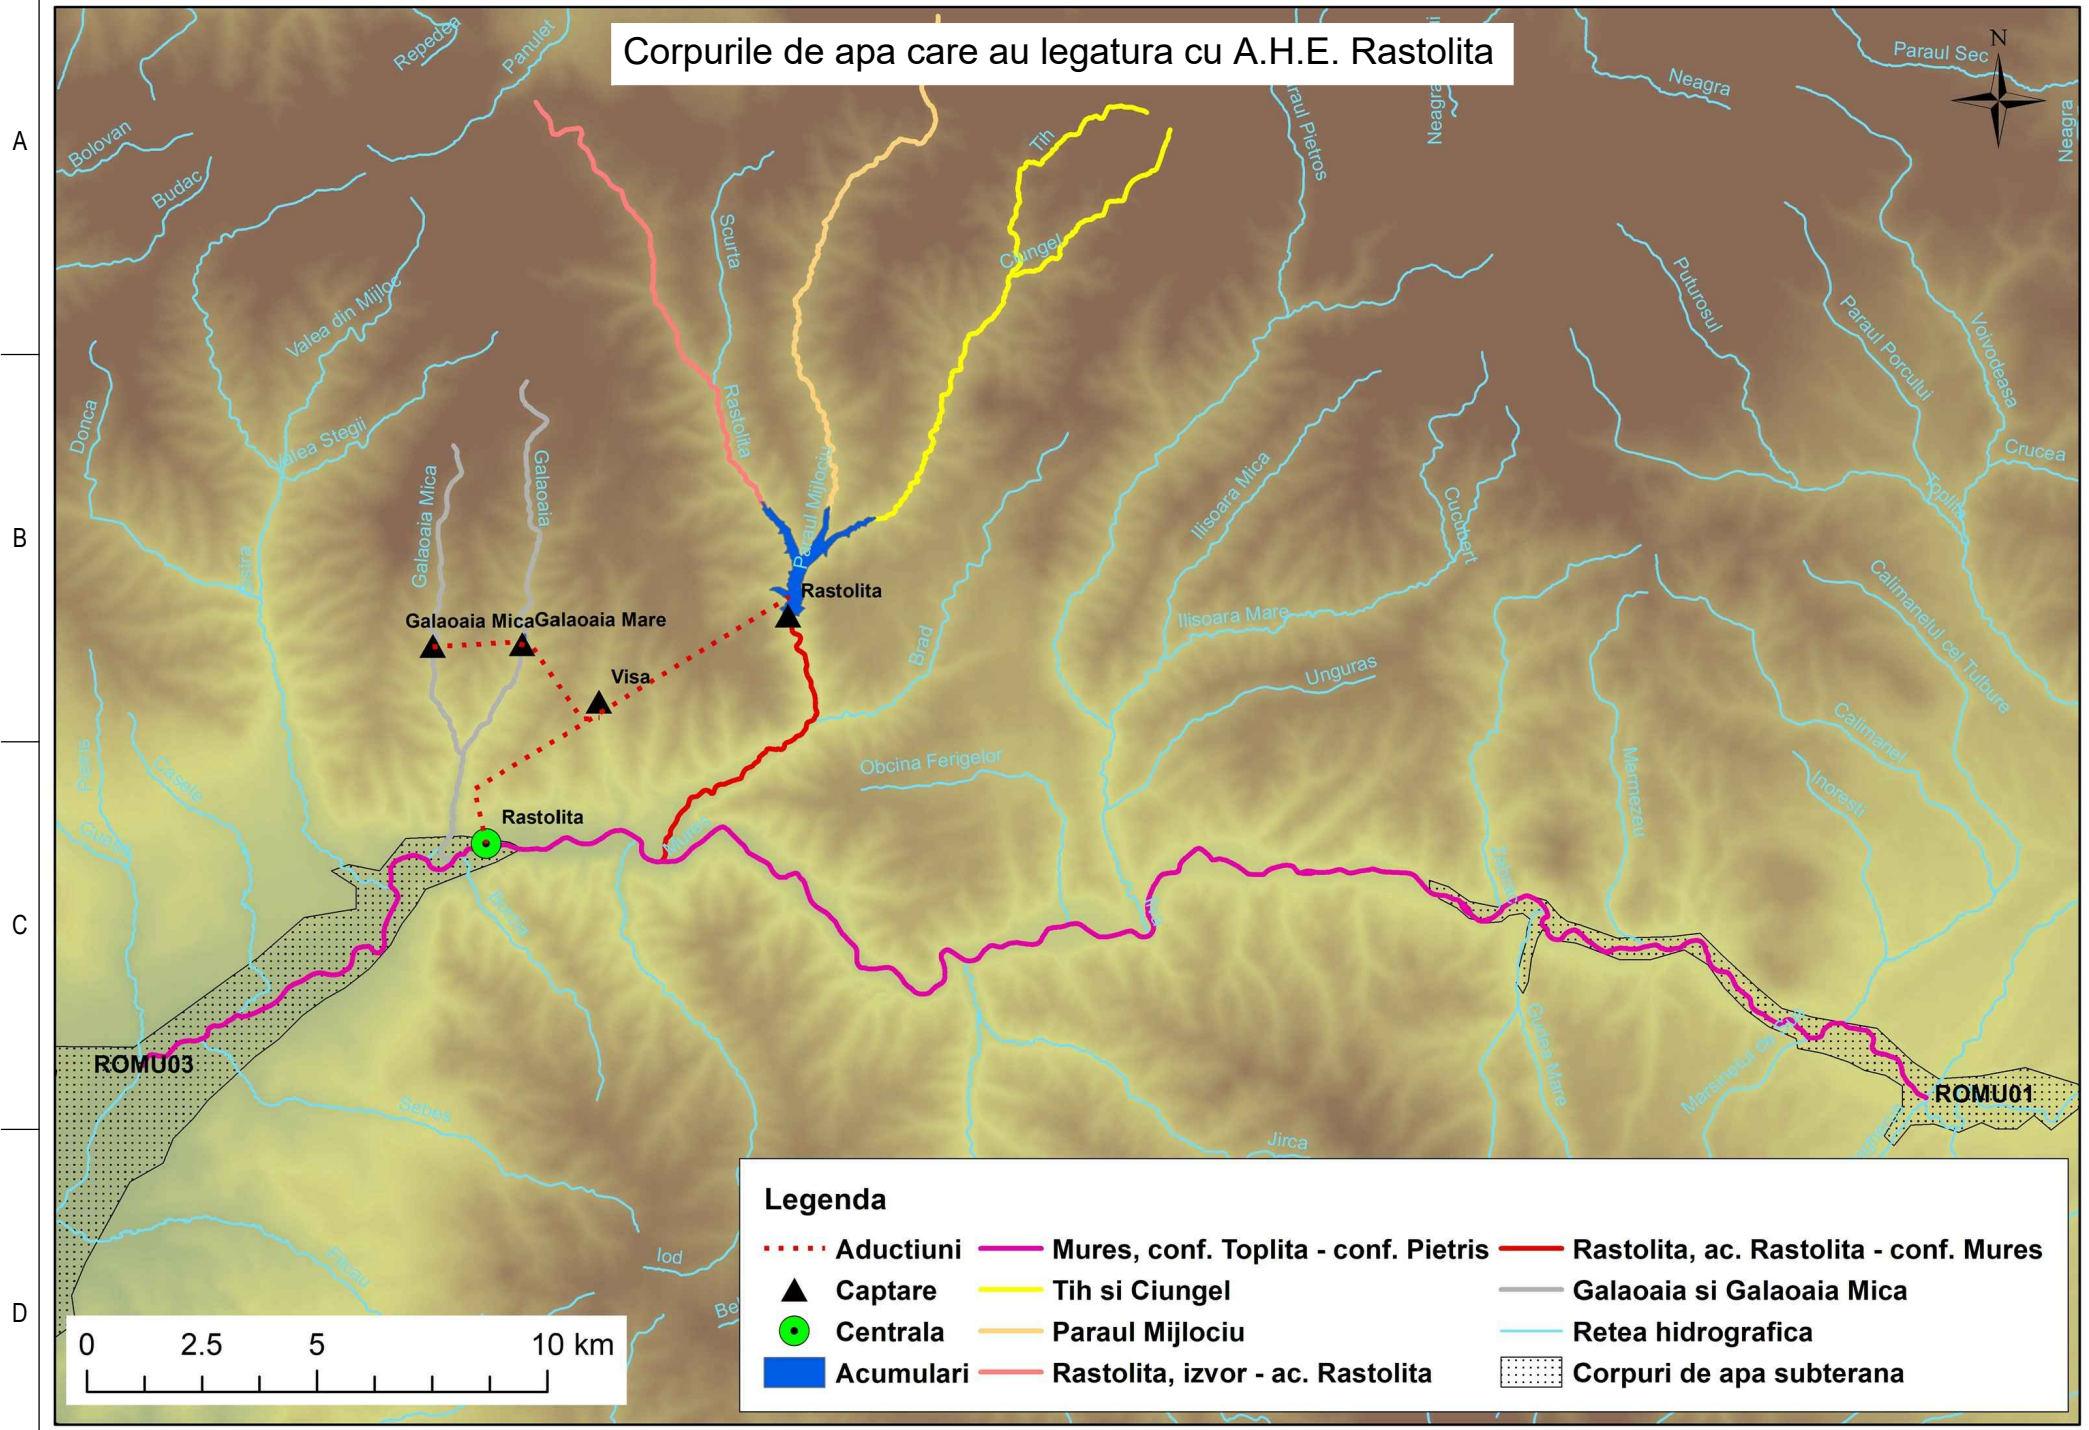 Corpurile de apa care au legatura cu A.H.E. Rastolita
N
A
B
C
D
Repedea
Panulet
Bolovan
Budac
Neagra
Paraul Sec
Neagra
Neagra
Tih
Ciungel
Scurta
Valea din Mijloc
Valea Stegii
Donca
Rastolita
Paraul Mijlociu
Galaoaia Mica
Galaoaia
Puturosul
Paraul Porcului
Voivodeasa
Crucea
Toplita
Ilisoara Mica
Cucubert
Ilisoara Mare
Unguras
Brad
Calimanelul cel Tulbure
Calimanel
Inoresti
Mermezeu
Obcina Ferigelor
Casele
Mures
Gudea Mare
Sebes
Jirca
Iod
Galaoaia Mica
Galaoaia Mare
Rastolita
Visa
Rastolita
ROMU03
ROMU01
0 2.5 5 10 km
Legenda
Aductiuni
Captare
Centrala
Acumulari
Mures, conf. Toplita - conf. Pietris
Tih si Ciungel
Paraul Mijlociu
Rastolita, izvor - ac. Rastolita
Rastolita, ac. Rastolita - conf. Mures
Galaoaia si Galaoaia Mica
Retea hidrografica
Corpuri de apa subterana